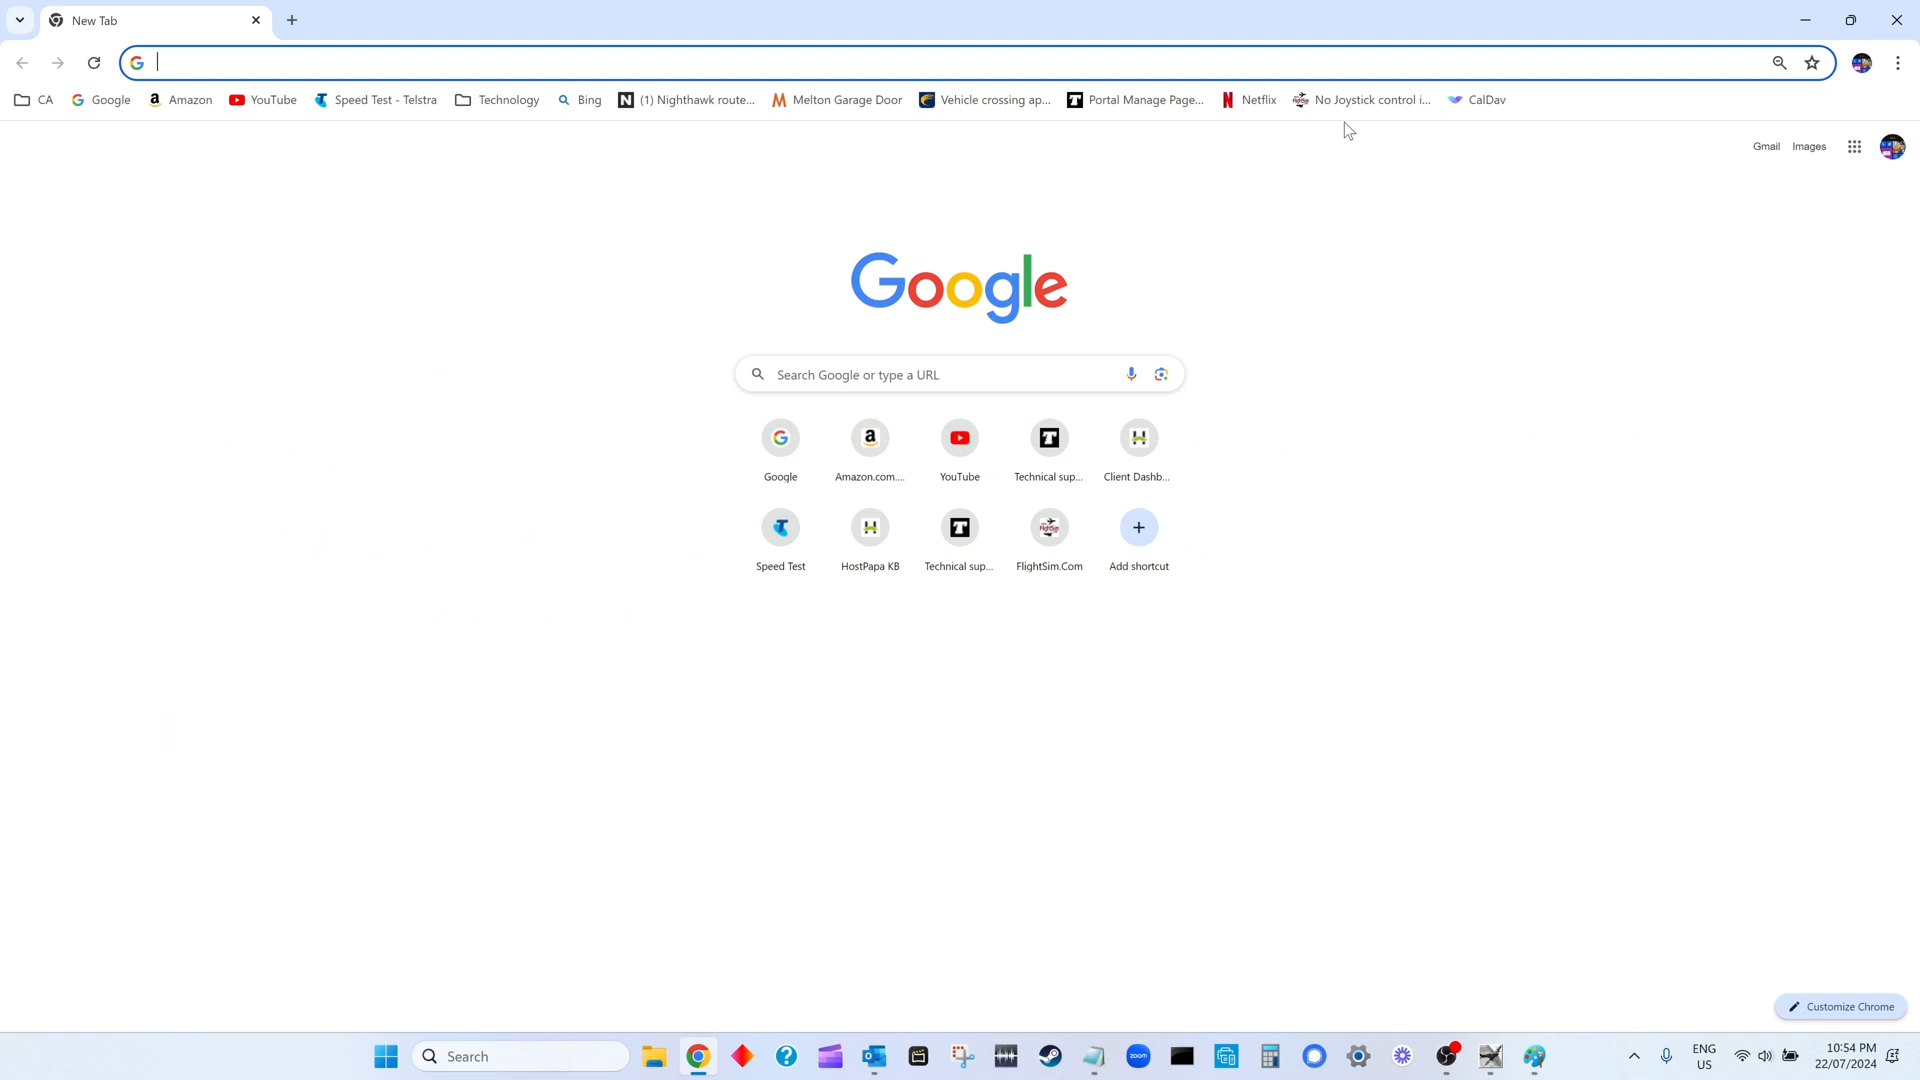 New Tab
CA Google Amazon YouTube Speed Test - Telstra Technology Bing (1) Nighthawk route... Melton Garage Door Vehicle crossing ap... Portal Manage Page... Netflix No Joystick control i... CalDav
Gmail Images
Google
Search Google or type a URL
Google Amazon.com.... YouTube Technical sup... Client Dashb...
Speed Test HostPapa KB Technical sup... FlightSim.Com Add shortcut
Customize Chrome
Search
zoom
ENG
US
10:54 PM
22/07/2024